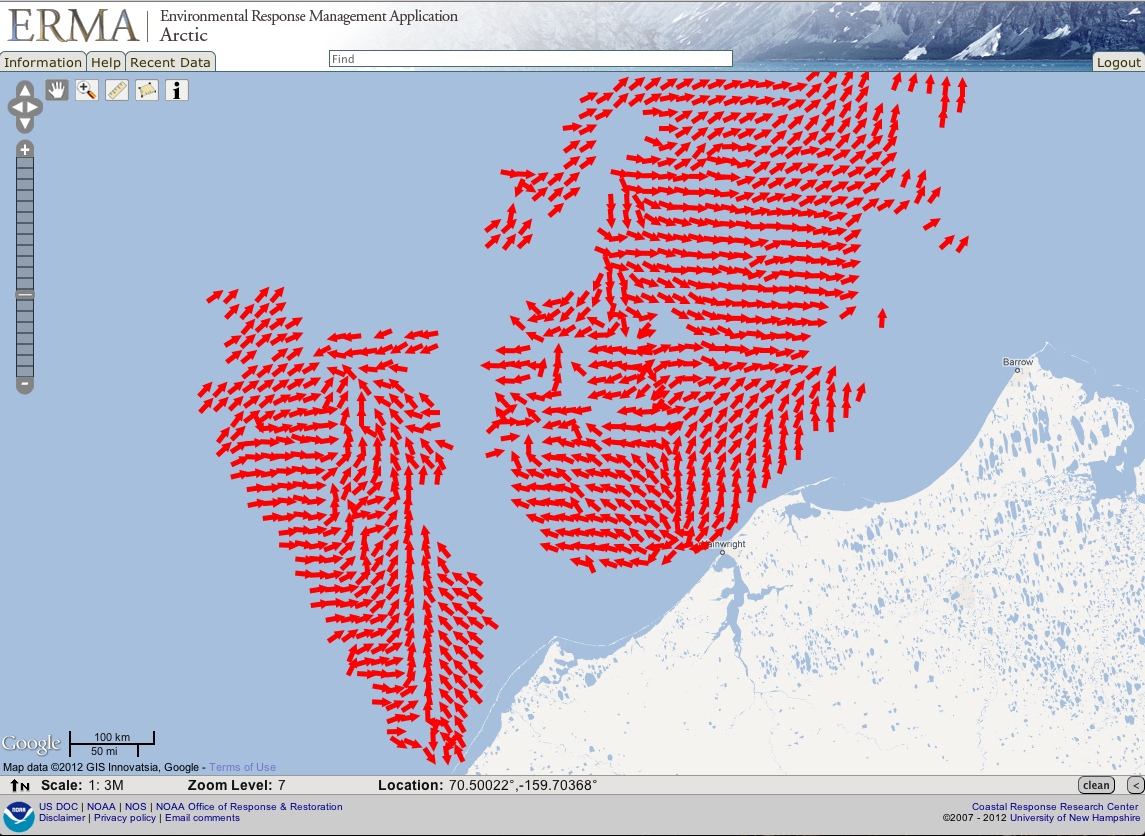 ERMA
Environmental Response Management Application
Arctic
Find
Information Help Recent Data
Logout
Barrow
ainwright
Google
100 km
50 mi
Map data ©2012 GIS Innovatsia, Google - Terms of Use
N Scale: 1: 3M Zoom Level: 7 Location: 70.50022°,-159.70368° clean <
US DOC | NOAA | NOS | NOAA Office of Response & Restoration
Disclaimer | Privacy policy | Email comments
Coastal Response Research Center
©2007 - 2012 University of New Hampshire
NOAA